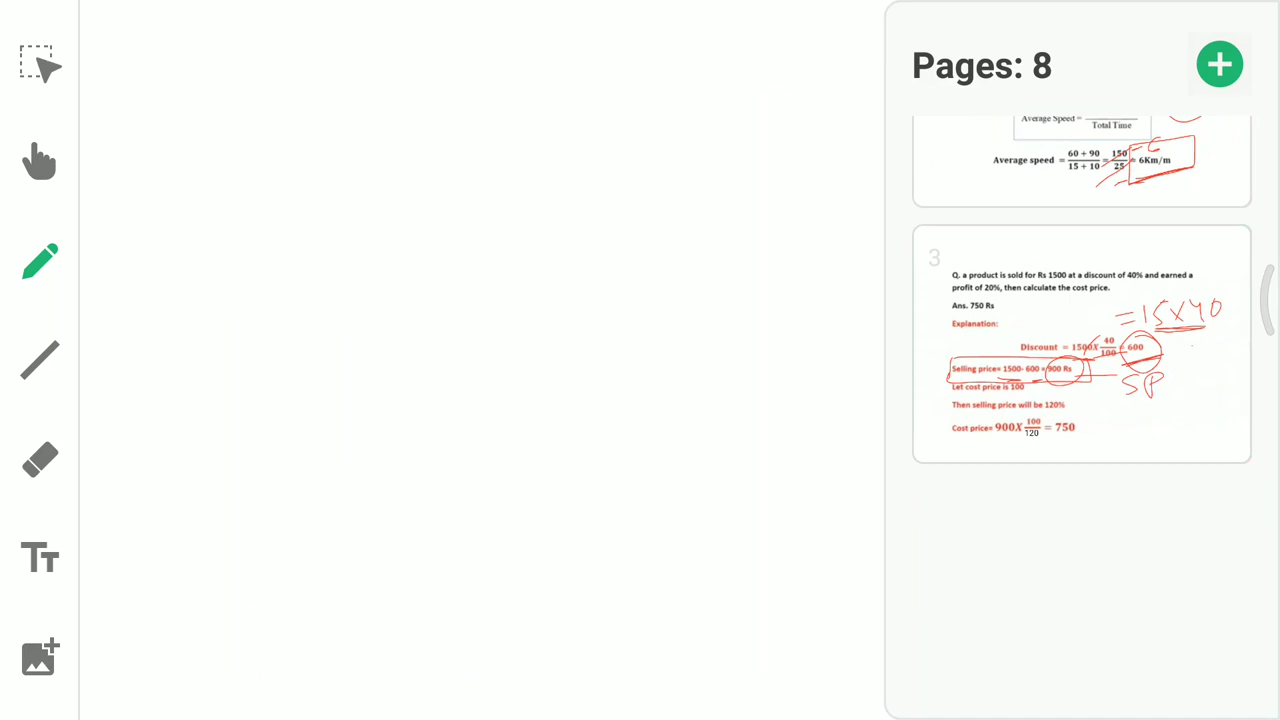 Pages: 8
Average Speed =
Total Time
Average speed = 60 + 90 / 15 + 10 = 150 / 25 = 6Km/m
3
Q. a product is sold for Rs 1500 at a discount of 40% and earned a
profit of 20%, then calculate the cost price.
Ans. 750 Rs
= 15X40
Explanation:
Discount = 1500X 40 / 100 = 600
Selling price= 1500- 600 = 900 Rs
SP
Let cost price is 100
Then selling price will be 120%
Cost price= 900X 100 / 120 = 750
TT